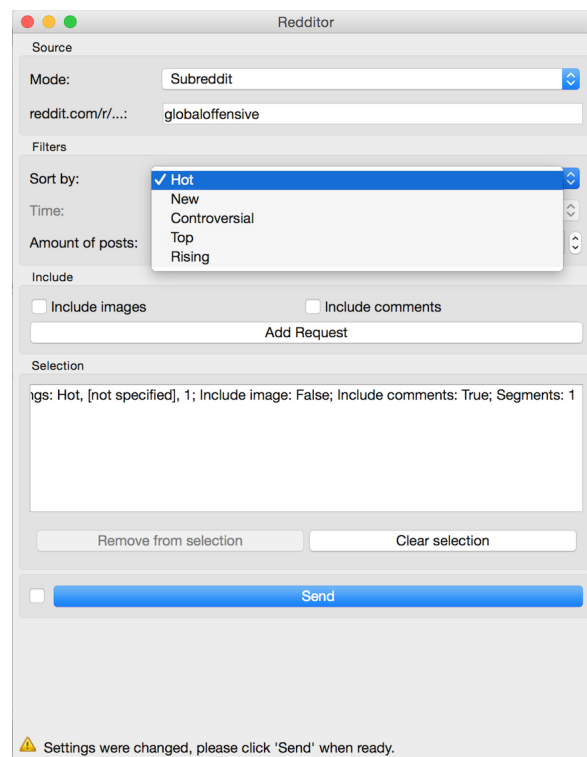 Redditor
Source
Mode: Subreddit
reddit.com/r/...: globaloffensive
Filters
Sort by: ✓ Hot
New
Time: Controversial
Top
Amount of posts: Rising
Include
Include images Include comments
Add Request
Selection
ngs: Hot, [not specified], 1; Include image: False; Include comments: True; Segments: 1
Remove from selection Clear selection
Send
Settings were changed, please click 'Send' when ready.